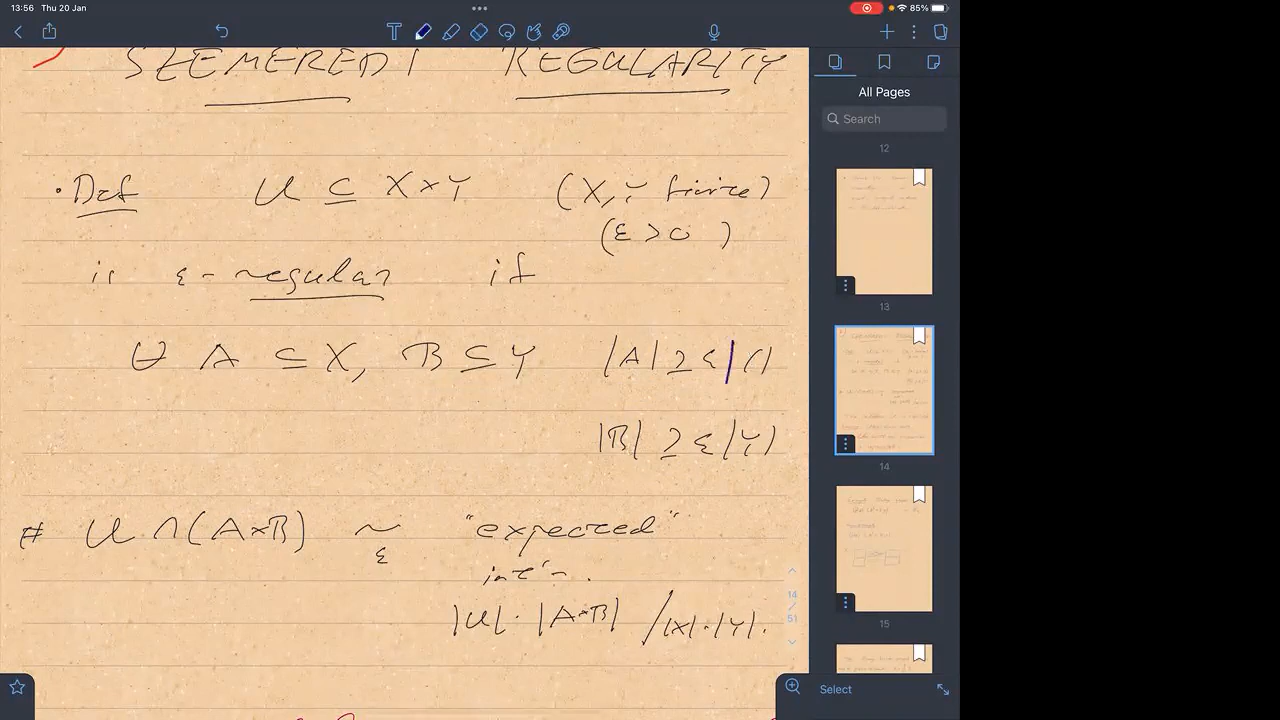 13:56 Thu 20 Jan
85%
T
SZEMEREDI REGULARITY
All Pages
Search
12
· Def U ⊆ X×Y (X, Y finite)
(ε > 0 )
is ε-regular if
13
∀ A ⊆ X, B ⊆ Y |A| ≥ ε|
|B| ≥ ε|Y|
14
# U ∩ (A×B) ~ε "expected"
int'n.
|U| · |A×B| / |X|·|Y|.
14
/
51
15
Select